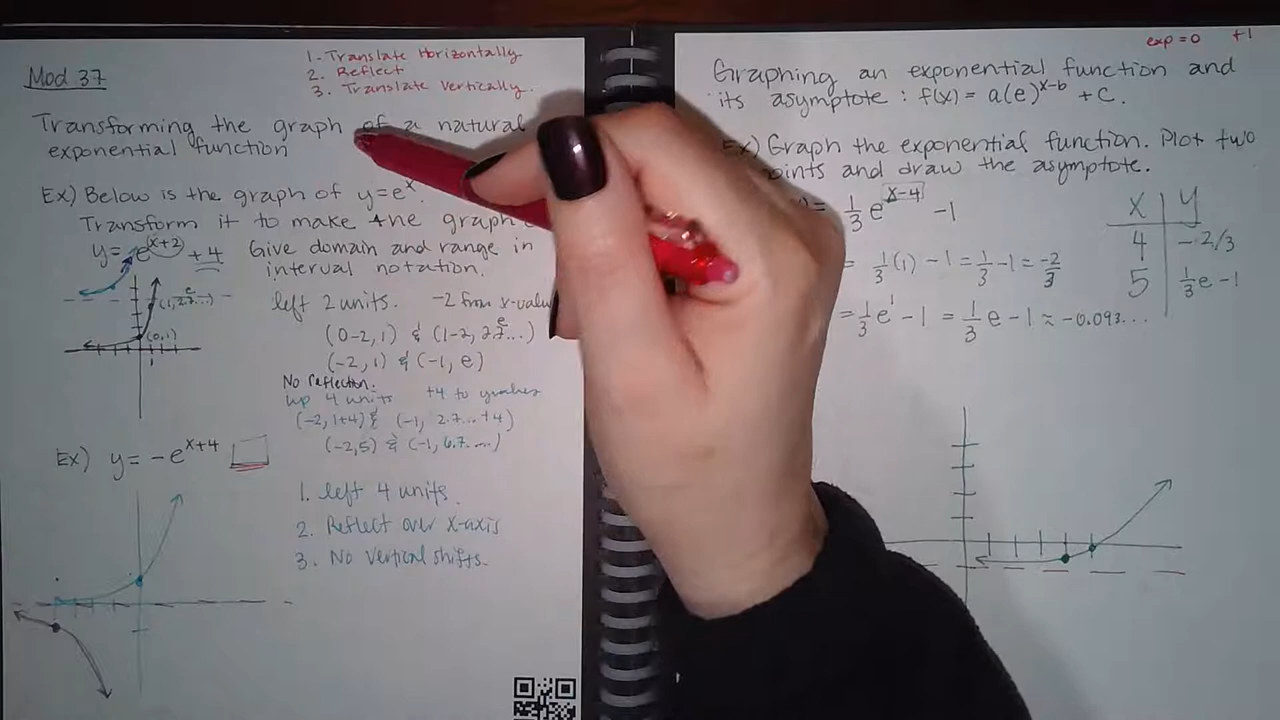 Mod 37
1. Translate Horizontally
2. Reflect
3. Translate Vertically.
Transforming the graph of a natural
exponential function
Ex) Below is the graph of y=e^x.
Transform it to make the graph
y= e^(x+2) + 4 Give domain and range in
interval notation.
left 2 units. -2 from x-value
(0-2, 1) & (1-2, 2.7...) e
(-2, 1) & (-1, e)
No reflection.
up 4 units +4 to y values
(-2, 1+4) & (-1, 2.7...+4)
(-2,5) & (-1, 6.7....)
(1, 2.7...) e
(0,1)
1
Ex) y= -e^x+4
1. left 4 units.
2. Reflect over x-axis
3. No vertical shifts.
exp=0 +1
Graphing an exponential function and
its asymptote : f(x)= a(e)^x-b +c.
Graph the exponential function. Plot two
points and draw the asymptote.
= 1/3 e^x-4 -1
= 1/3(1) -1 = 1/3 -1 = -2/3
= 1/3 e^1 -1 = 1/3 e -1 ≈ -0.093...
x y
4 -2/3
5 1/3 e -1